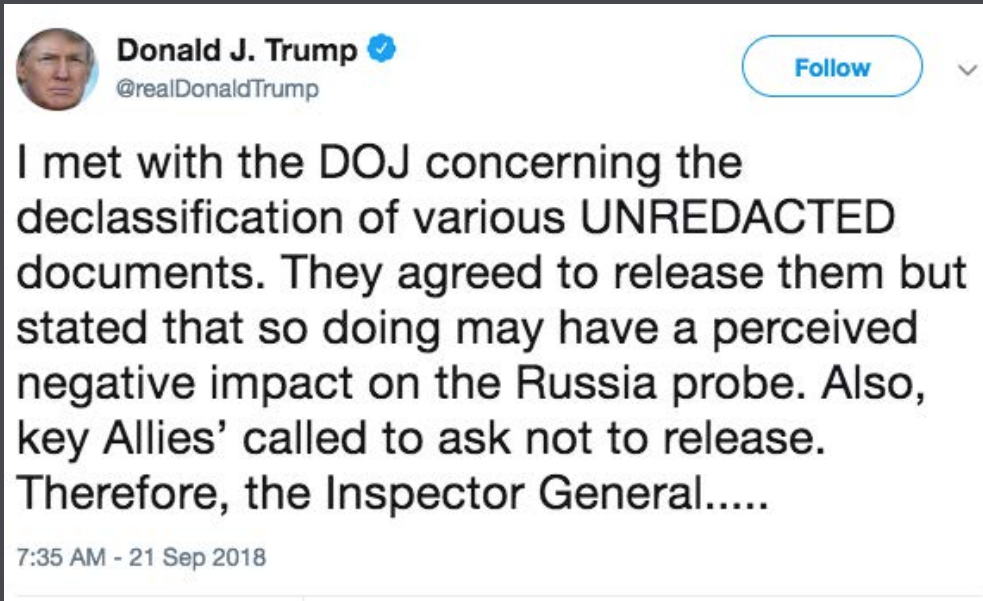 Donald J. Trump
@realDonaldTrump
Follow
I met with the DOJ concerning the
declassification of various UNREDACTED
documents. They agreed to release them but
stated that so doing may have a perceived
negative impact on the Russia probe. Also,
key Allies’ called to ask not to release.
Therefore, the Inspector General.....
7:35 AM - 21 Sep 2018